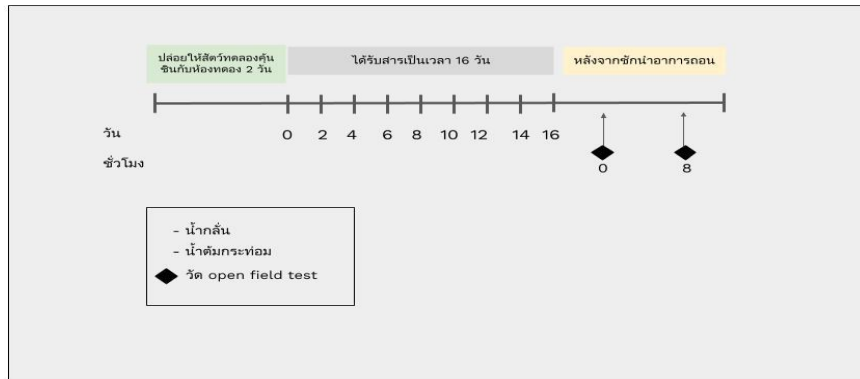 ปล่อยให้สัตว์ทดลองคุ้น
ชินกับห้องทดอง 2 วัน
ได้รับสารเป็นเวลา 16 วัน
หลังจากชักนำอาการถอน
วัน 0 2 4 6 8 10 12 14 16
ชั่วโมง 0 8
- น้ำกลั่น
- น้ำต้มกระท่อม
วัด open field test